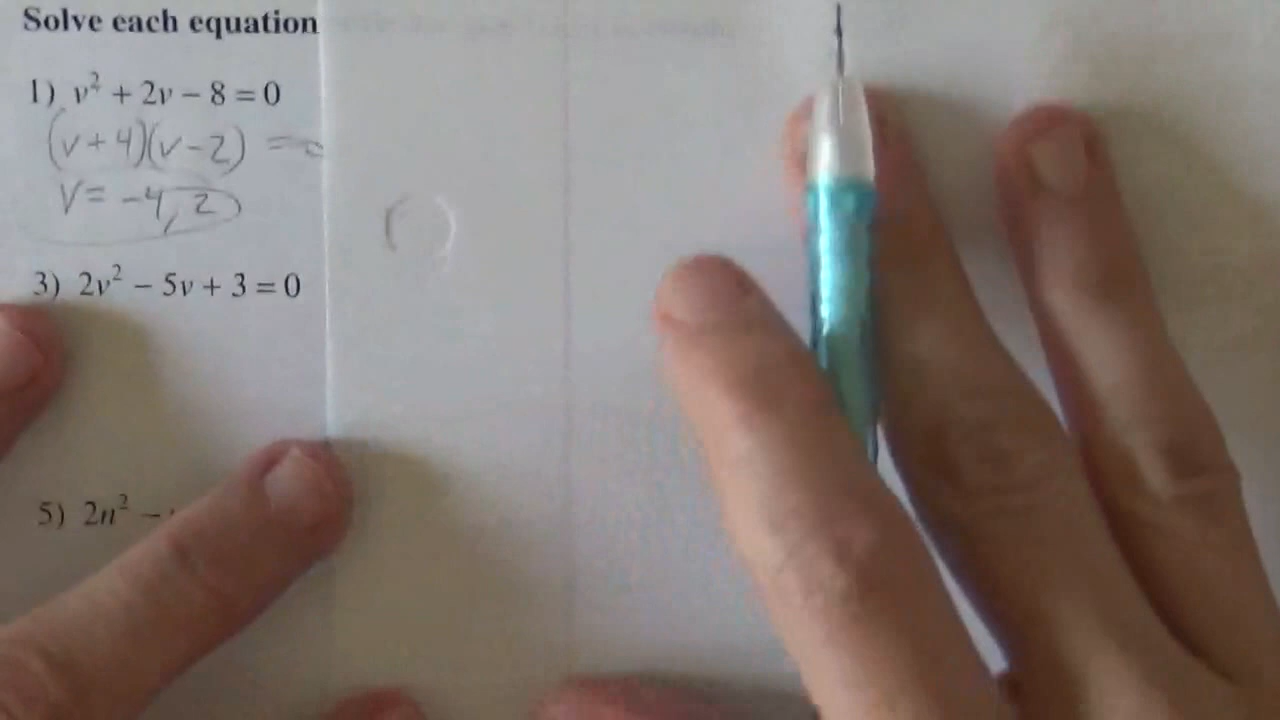 Solve each equation
1) v² + 2v − 8 = 0
(v + 4)(v − 2) = 0
v = −4, 2
3) 2v² − 5v + 3 = 0
5) 2n² −